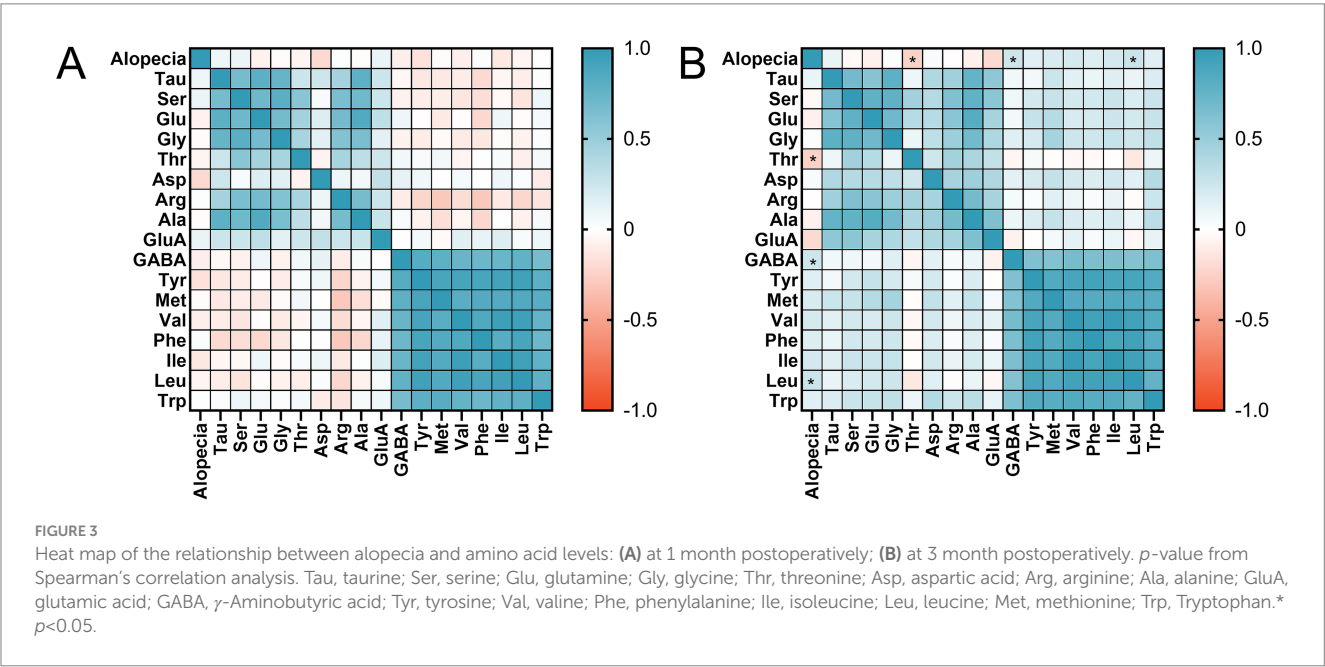 A
B
Alopecia
Tau
Ser
Glu
Gly
Thr
Asp
Arg
Ala
GluA
GABA
Tyr
Met
Val
Phe
Ile
Leu
Trp
Alopecia
Tau
Ser
Glu
Gly
Thr
Asp
Arg
Ala
GluA
GABA
Tyr
Met
Val
Phe
Ile
Leu
Trp
1.0
0.5
0
-0.5
-1.0
Alopecia
Tau
Ser
Glu
Gly
Thr
Asp
Arg
Ala
GluA
GABA
Tyr
Met
Val
Phe
Ile
Leu
Trp
* * *
*
*
*
Alopecia
Tau
Ser
Glu
Gly
Thr
Asp
Arg
Ala
GluA
GABA
Tyr
Met
Val
Phe
Ile
Leu
Trp
1.0
0.5
0
-0.5
-1.0
FIGURE 3
Heat map of the relationship between alopecia and amino acid levels: (A) at 1 month postoperatively; (B) at 3 month postoperatively. p-value from
Spearman's correlation analysis. Tau, taurine; Ser, serine; Glu, glutamine; Gly, glycine; Thr, threonine; Asp, aspartic acid; Arg, arginine; Ala, alanine; GluA,
glutamic acid; GABA, γ-Aminobutyric acid; Tyr, tyrosine; Val, valine; Phe, phenylalanine; Ile, isoleucine; Leu, leucine; Met, methionine; Trp, Tryptophan.*
p<0.05.